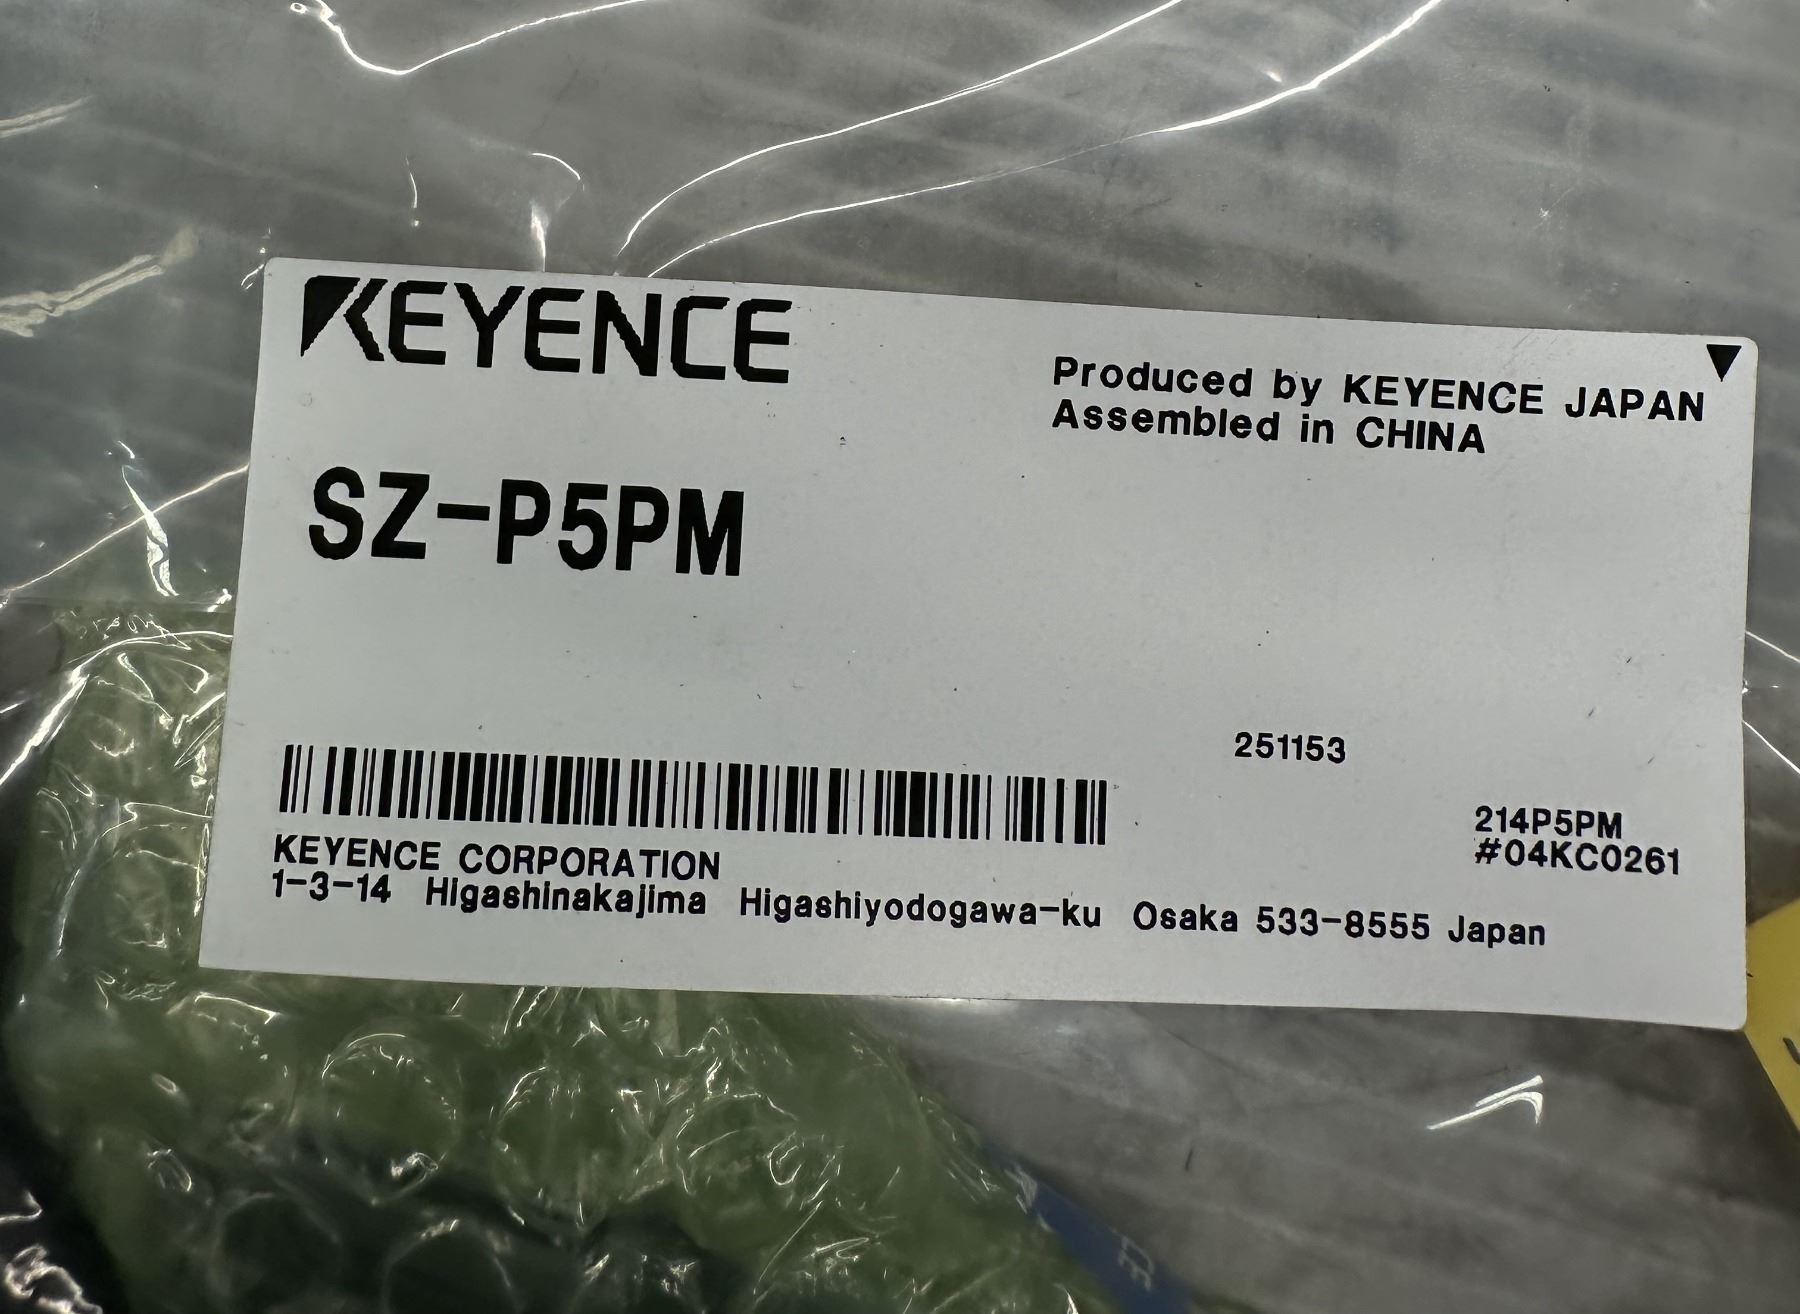 KEYENCE
Produced by KEYENCE JAPAN
Assembled in CHINA
SZ-P5PM
251153
214P5PM
#04KC0261
KEYENCE CORPORATION
1-3-14 Higashinakajima Higashiyodogawa-ku Osaka 533-8555 Japan